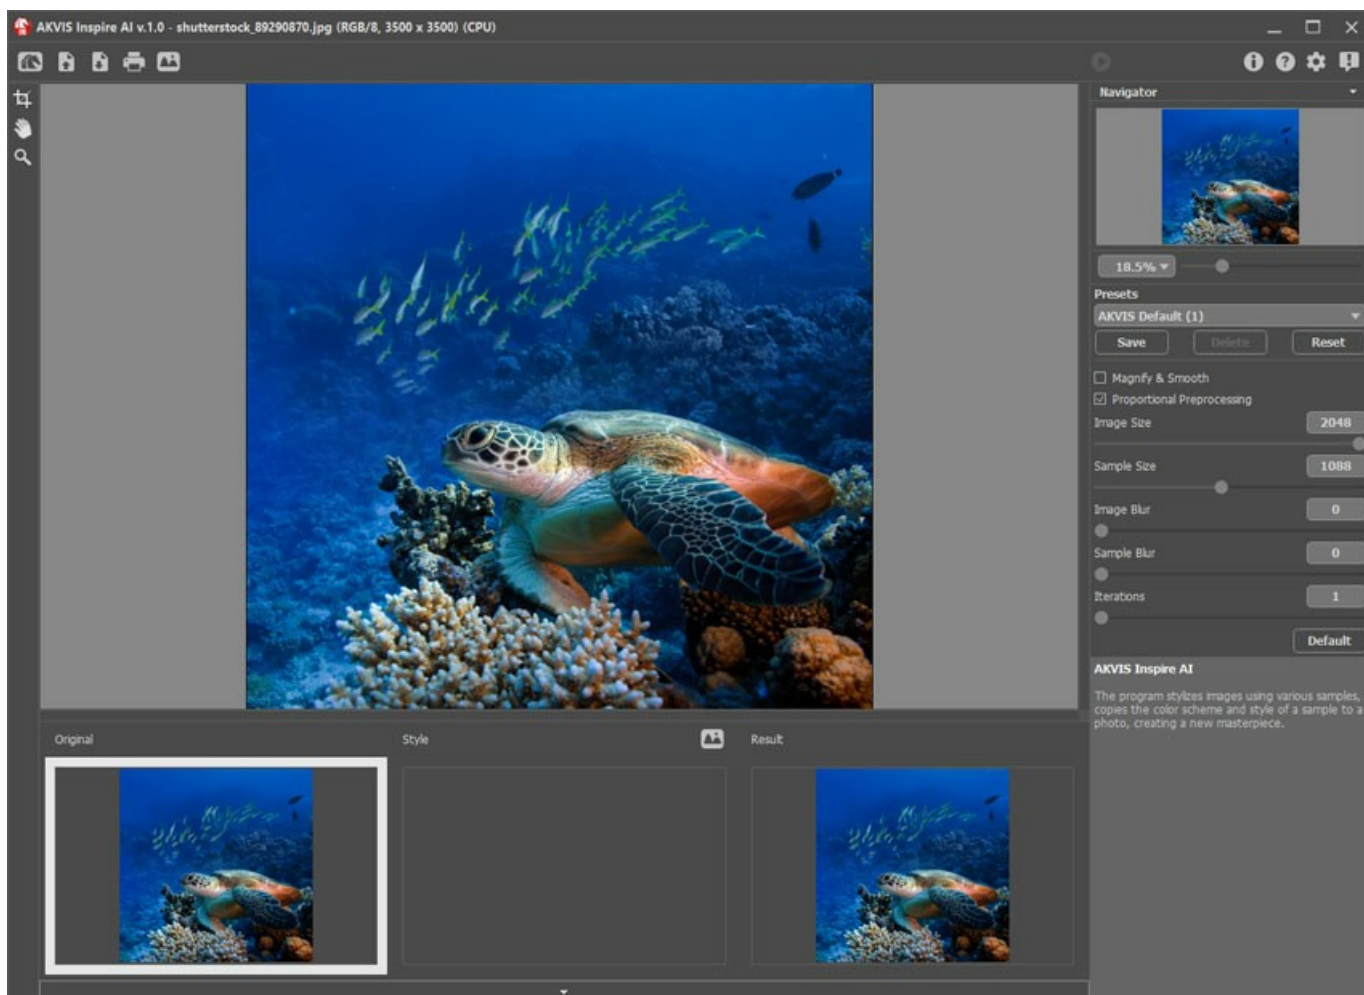 AKVIS Inspire AI v.1.0 - shutterstock_89290870.jpg (RGB/8, 3500 x 3500) (CPU)
Navigator
18.5%
Presets
AKVIS Default (1)
Save Delete Reset
Magnify & Smooth
Proportional Preprocessing
Image Size 2048
Sample Size 1088
Image Blur 0
Sample Blur 0
Iterations 1
Default
AKVIS Inspire AI
The program stylizes images using various samples,
copies the color scheme and style of a sample to a
photo, creating a new masterpiece.
Original Style Result